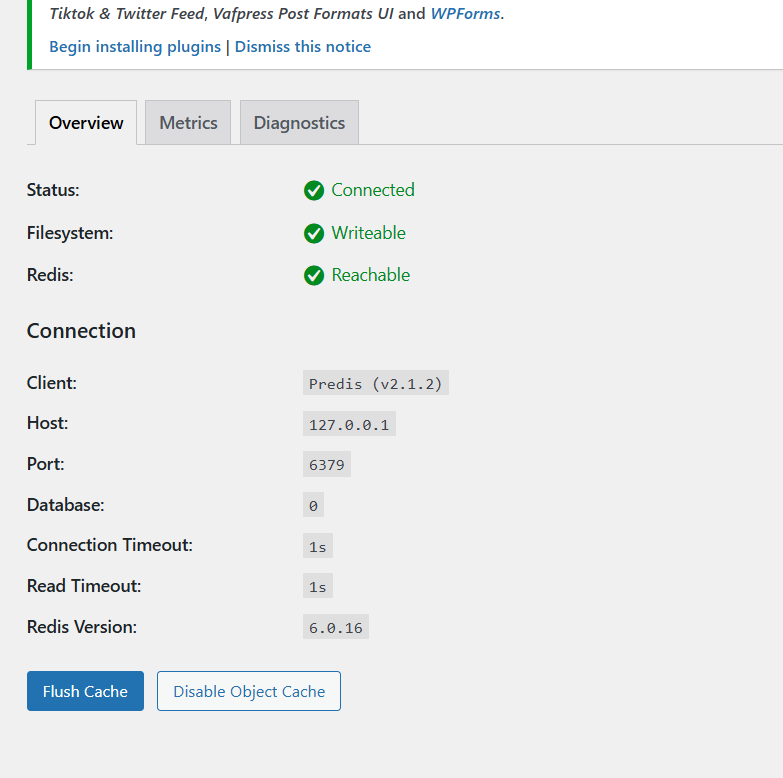 Tiktok & Twitter Feed, Vafpress Post Formats UI and WPForms.
Begin installing plugins | Dismiss this notice
Overview Metrics Diagnostics
Status: Connected
Filesystem: Writeable
Redis: Reachable
Connection
Client: Predis (v2.1.2)
Host: 127.0.0.1
Port: 6379
Database: 0
Connection Timeout: 1s
Read Timeout: 1s
Redis Version: 6.0.16
Flush Cache Disable Object Cache